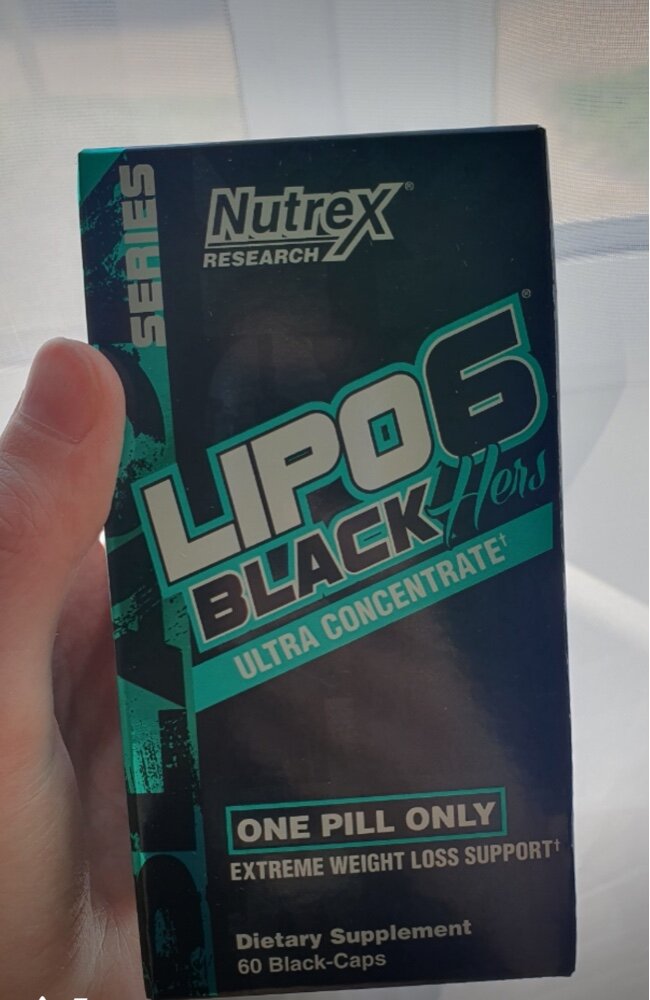 SERIES
Nutrex®
RESEARCH
LIPO6®
BLACK Hers
ULTRA CONCENTRATE†
ONE PILL ONLY
EXTREME WEIGHT LOSS SUPPORT†
Dietary Supplement
60 Black-Caps